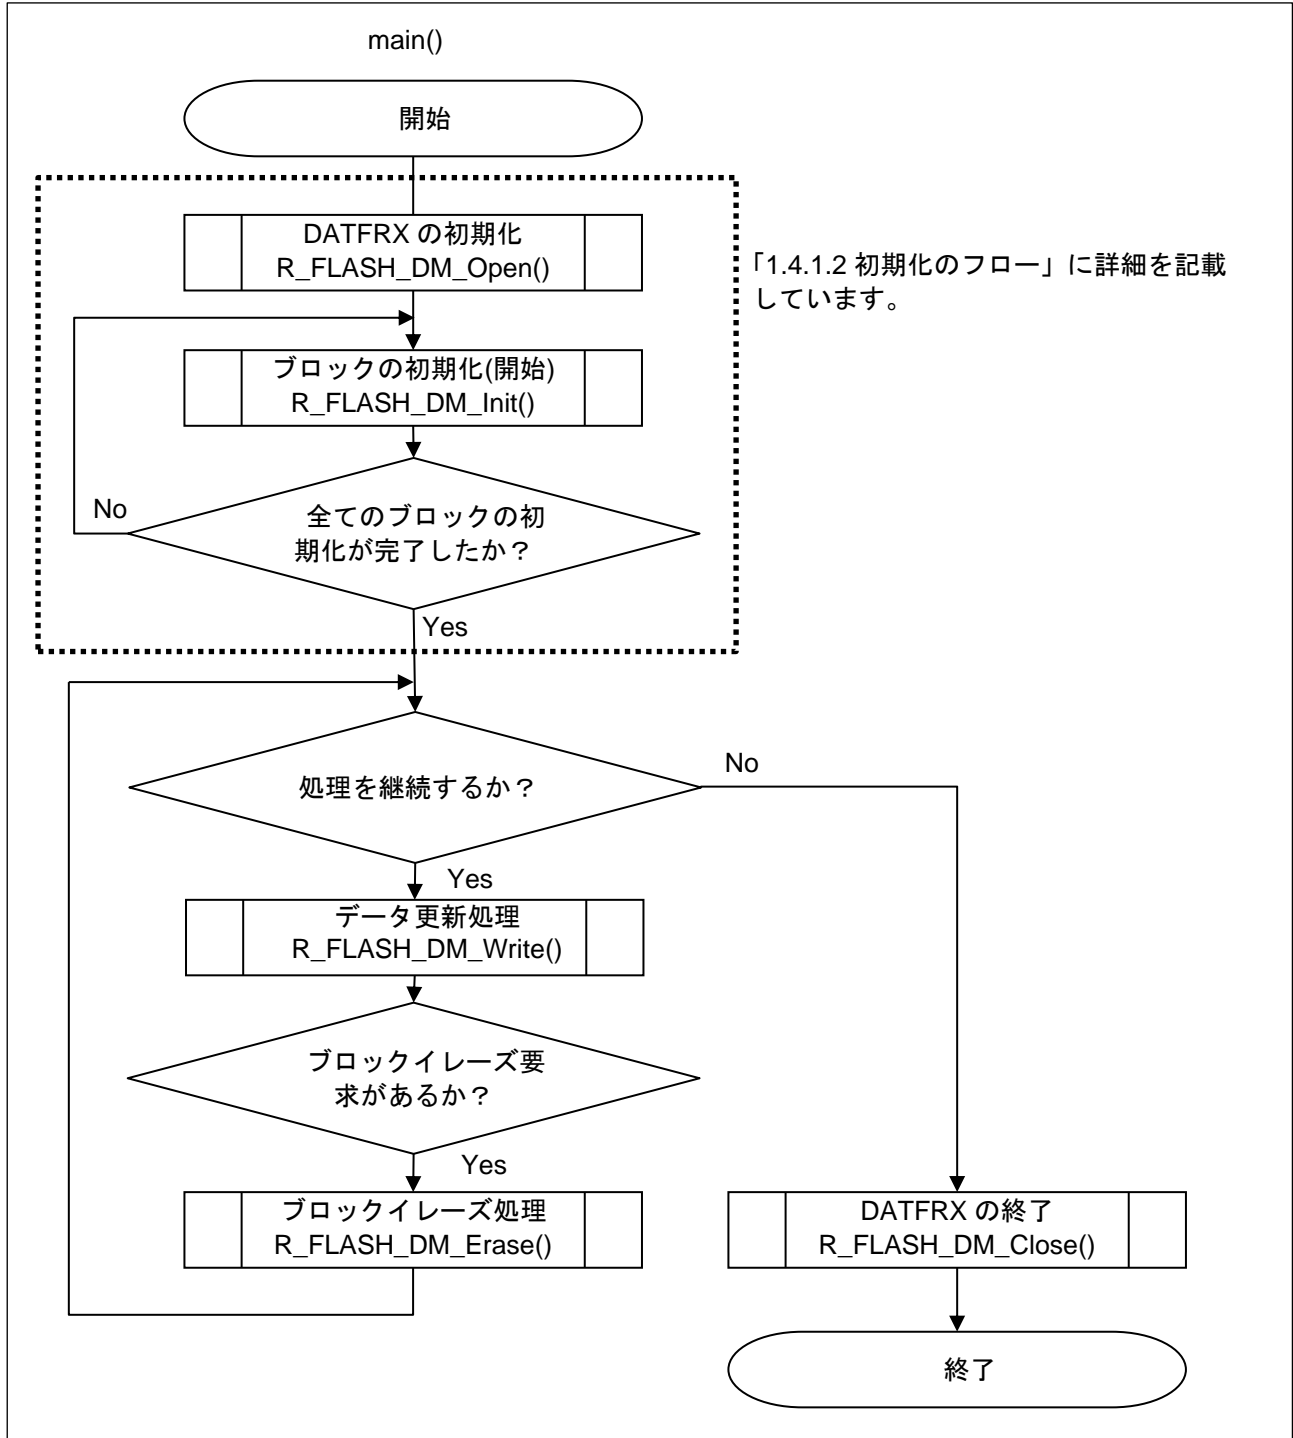 main()
開始
DATFRX の初期化
R_FLASH_DM_Open()
「1.4.1.2 初期化のフロー」に詳細を記載
しています。
ブロックの初期化(開始)
R_FLASH_DM_Init()
No
全てのブロックの初
期化が完了したか？
Yes
処理を継続するか？
No
Yes
データ更新処理
R_FLASH_DM_Write()
ブロックイレーズ要
求があるか？
Yes
ブロックイレーズ処理
R_FLASH_DM_Erase()
DATFRX の終了
R_FLASH_DM_Close()
終了